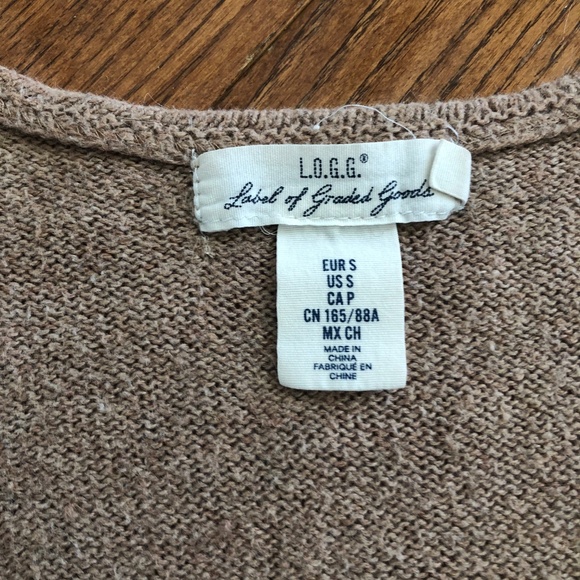 L.O.G.G.®
Label of Graded Goods
EUR S
US S
CA P
CN 165/88A
MX CH
MADE IN
CHINA
FABRIQUÉ EN
CHINE